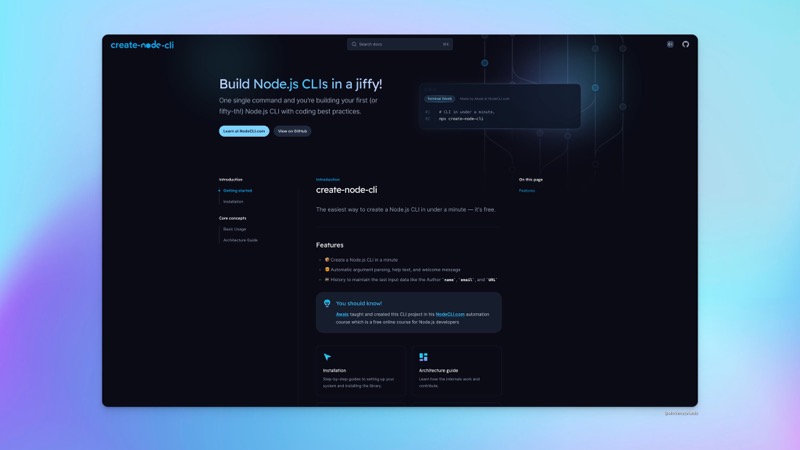 create-node-cli
Search docs
⌘K
Build Node.js CLIs in a jiffy!
One single command and you're building your first (or
fifty-th!) Node.js CLI with coding best practices.
Learn at NodeCLI.com
View on GitHub
Terminal (Shell)
# CLI in under a minute.
npx create-node-cli
Introduction
Getting started
Installation
Core concepts
Basic Usage
Architecture Guide
Introduction
create-node-cli
The easiest way to create a Node.js CLI in under a minute — it's free.
Features
Create a Node.js CLI in a minute
Automatic argument parsing, help text, and welcome message
History to maintain the last input data like the Author `name`, `email`, and `URL`
You should know!
Awais taught and created this CLI project in his NodeCLI.com automation
course which is a free online course for Node.js developers
Installation
Step-by-step guides to setting up your
system and installing the library.
Architecture guide
Learn how the internals work and
contribute.
On this page
Features